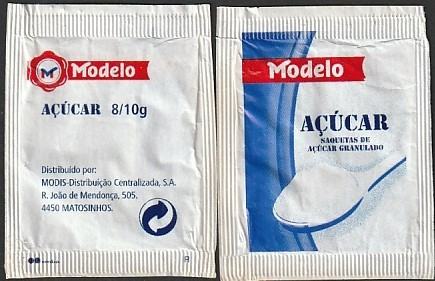 Modelo
AÇÚCAR 8/10g
Distribuído por:
MODIS-Distribuição Centralizada, S.A.
R. João de Mendonça, 505.
4450 MATOSINHOS.
Modelo
AÇÚCAR
SAQUETAS DE
AÇÚCAR GRANULADO